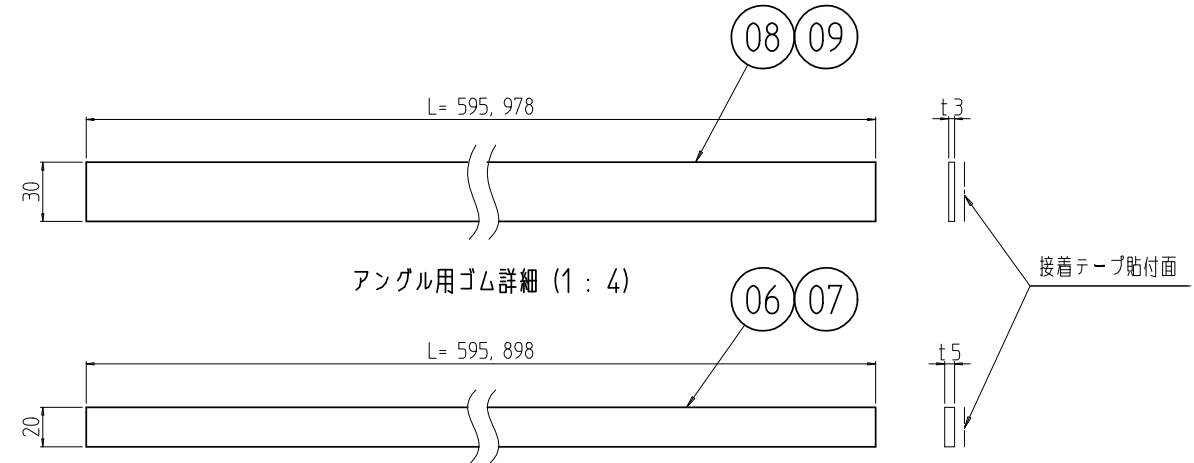 08 09
L= 595, 978
t3
30
接着テープ貼付面
アングル用ゴム詳細 (1 : 4)
06 07
L= 595, 898
t5
20